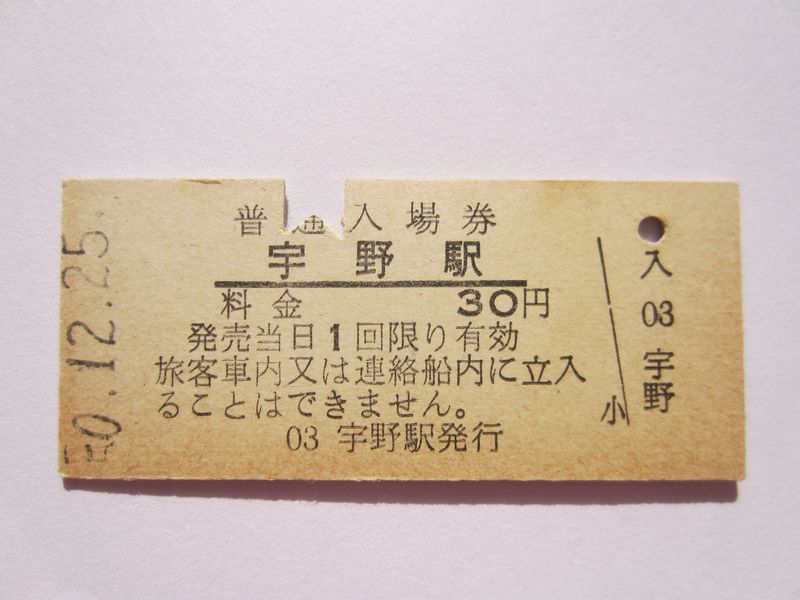 普通入場券
宇野駅
料金 30円
発売当日1回限り有効
旅客車内又は連絡船内に立入
ることはできません。
03 宇野駅発行
50.12.25
小
入 03 宇野